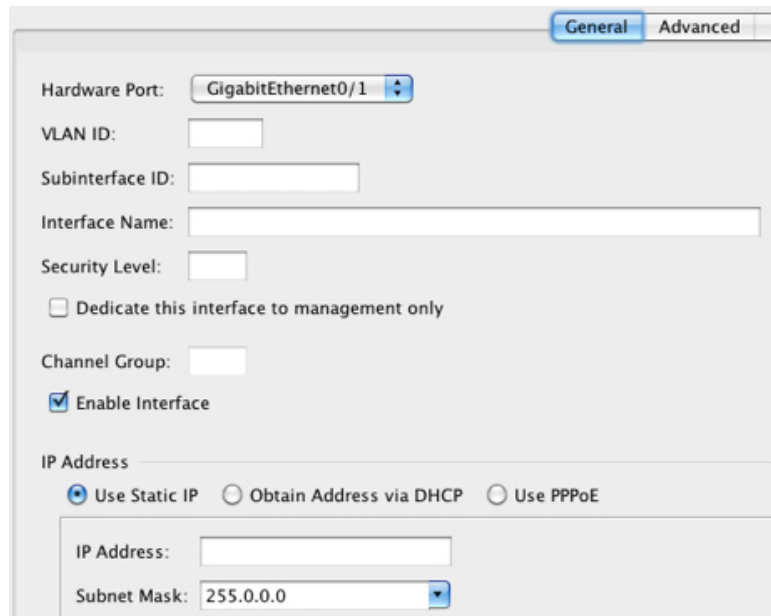 General Advanced
Hardware Port: GigabitEthernet0/1
VLAN ID:
Subinterface ID:
Interface Name:
Security Level:
Dedicate this interface to management only
Channel Group:
Enable Interface
IP Address
Use Static IP Obtain Address via DHCP Use PPPoE
IP Address:
Subnet Mask: 255.0.0.0